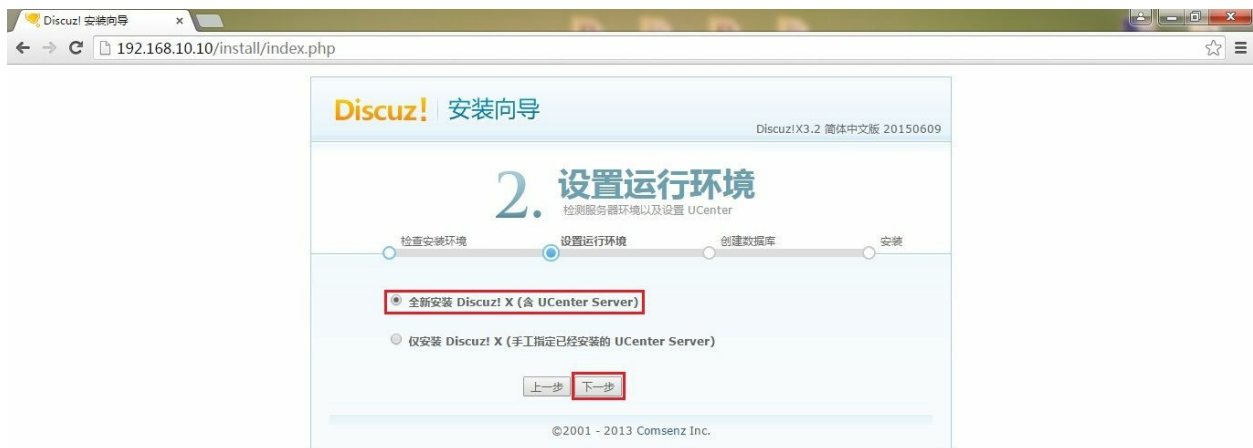 Discuz! 安装向导
192.168.10.10/install/index.php
Discuz! 安装向导
Discuz!X3.2 简体中文版 20150609
2. 设置运行环境
检测服务器环境以及设置 UCenter
检查安装环境 设置运行环境 创建数据库 安装
全新安装 Discuz! X (含 UCenter Server)
仅安装 Discuz! X (手工指定已经安装的 UCenter Server)
上一步 下一步
©2001 - 2013 Comsenz Inc.